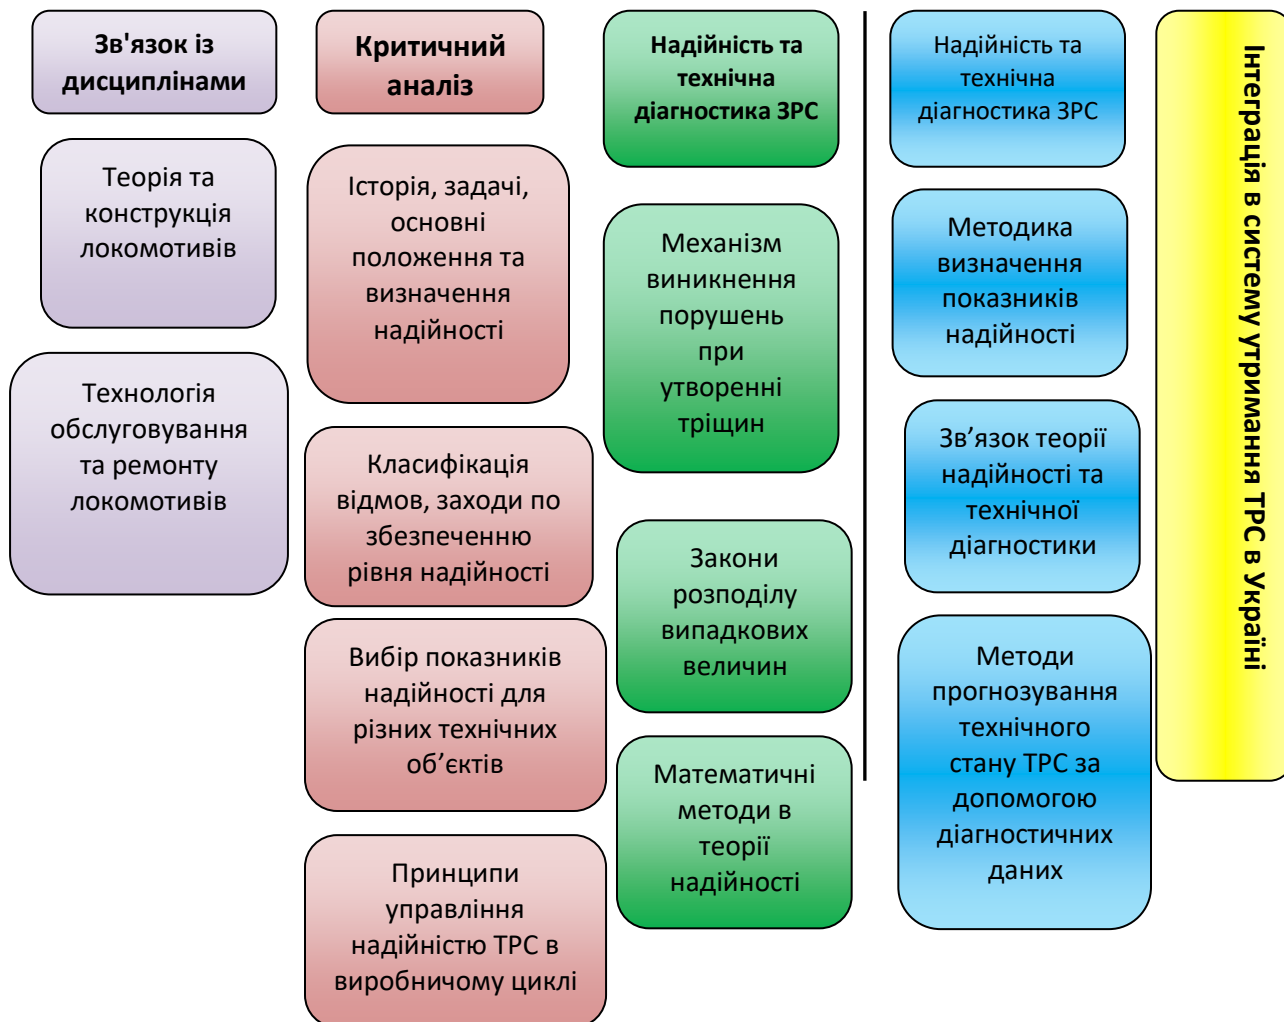 Зв'язок із
дисциплінами
Теорія та
конструкція
локомотивів
Технологія
обслуговування
та ремонту
локомотивів
Критичний
аналіз
Історія, задачі,
основні
положення та
визначення
надійності
Класифікація
відмов, заходи по
збезпеченню
рівня надійності
Вибір показників
надійності для
різних технічних
об’єктів
Принципи
управління
надійністю ТРС в
виробничому циклі
Надійність та
технічна
діагностика ЗРС
Механізм
виникнення
порушень
при
утворенні
тріщин
Закони
розподілу
випадкових
величин
Математичні
методи в
теорії
надійності
Надійність та
технічна
діагностика ЗРС
Методика
визначення
показників
надійності
Зв’язок теорії
надійності та
технічної
діагностики
Методи
прогнозування
технічного
стану ТРС за
допомогою
діагностичних
даних
Інтеграція в систему утримання ТРС в Україні